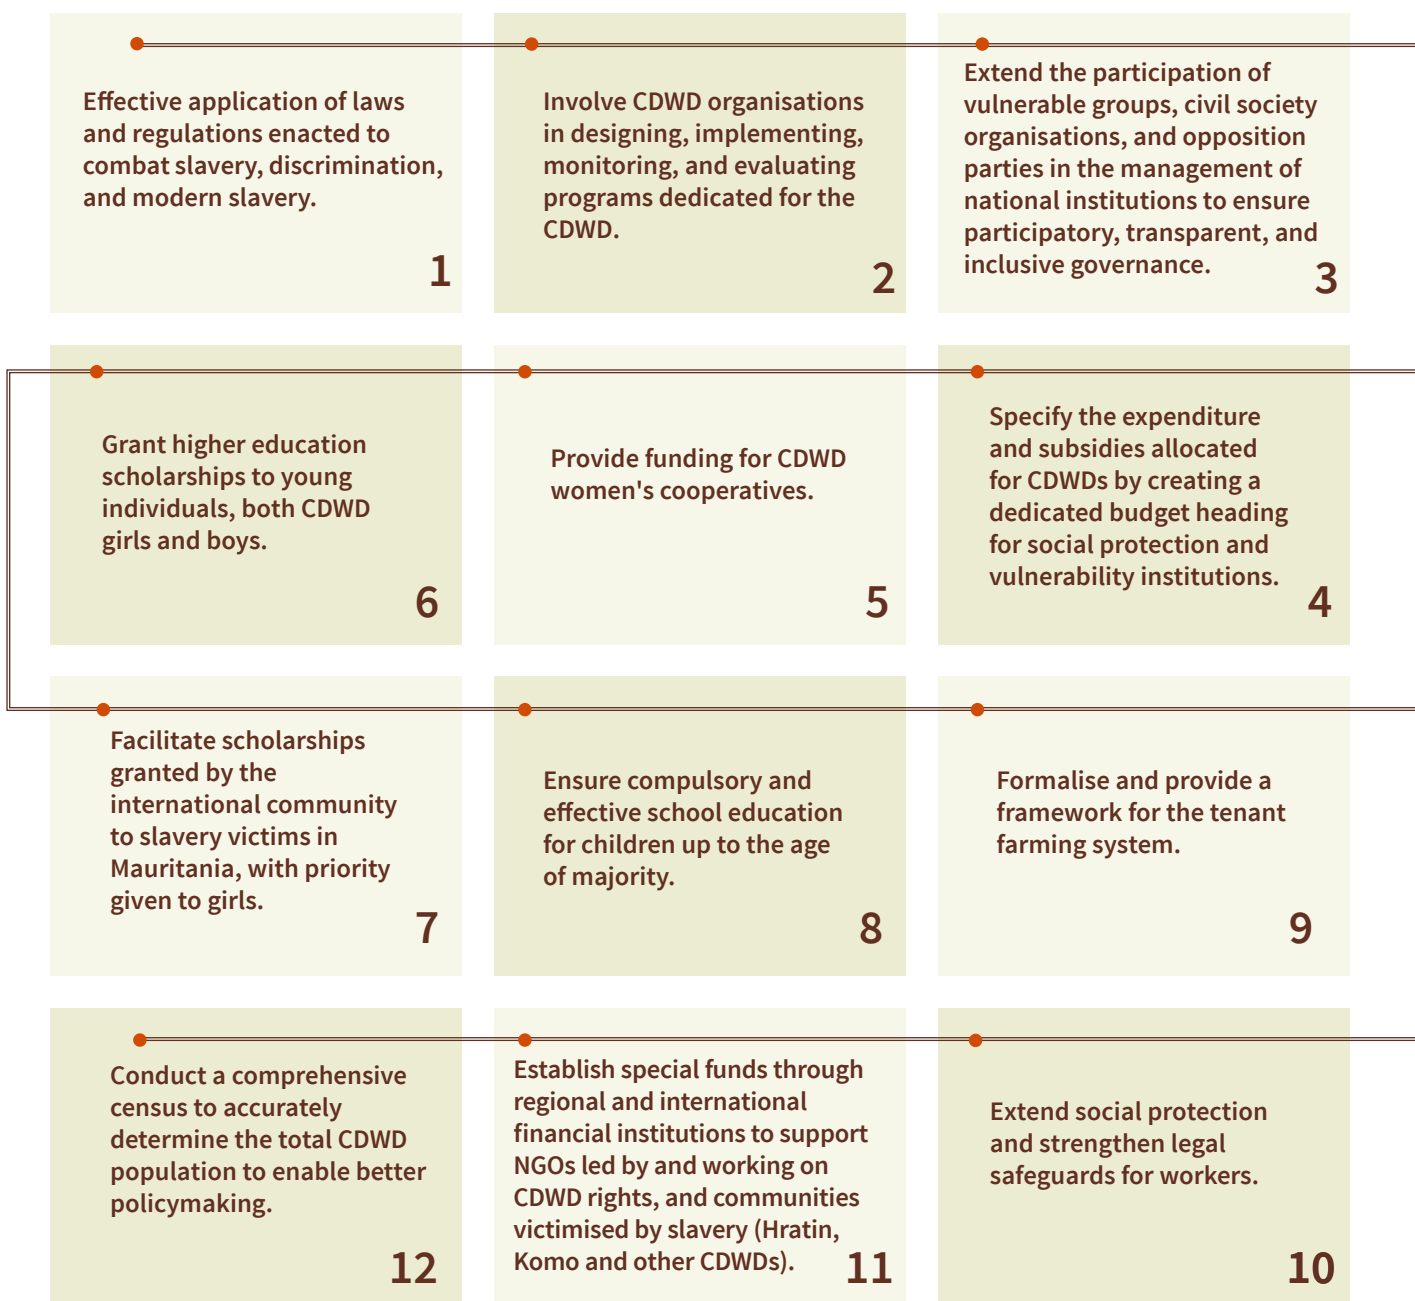 Effective application of laws
and regulations enacted to
combat slavery, discrimination,
and modern slavery.
1
Involve CDWD organisations
in designing, implementing,
monitoring, and evaluating
programs dedicated for the
CDWD.
2
Extend the participation of
vulnerable groups, civil society
organisations, and opposition
parties in the management of
national institutions to ensure
participatory, transparent, and
inclusive governance.
3
Specify the expenditure
and subsidies allocated
for CDWDs by creating a
dedicated budget heading
for social protection and
vulnerability institutions.
4
Provide funding for CDWD
women's cooperatives.
5
Grant higher education
scholarships to young
individuals, both CDWD
girls and boys.
6
Facilitate scholarships
granted by the
international community
to slavery victims in
Mauritania, with priority
given to girls.
7
Ensure compulsory and
effective school education
for children up to the age
of majority.
8
Formalise and provide a
framework for the tenant
farming system.
9
Extend social protection
and strengthen legal
safeguards for workers.
10
Establish special funds through
regional and international
financial institutions to support
NGOs led by and working on
CDWD rights, and communities
victimised by slavery (Hratin,
Komo and other CDWDs).
11
Conduct a comprehensive
census to accurately
determine the total CDWD
population to enable better
policymaking.
12